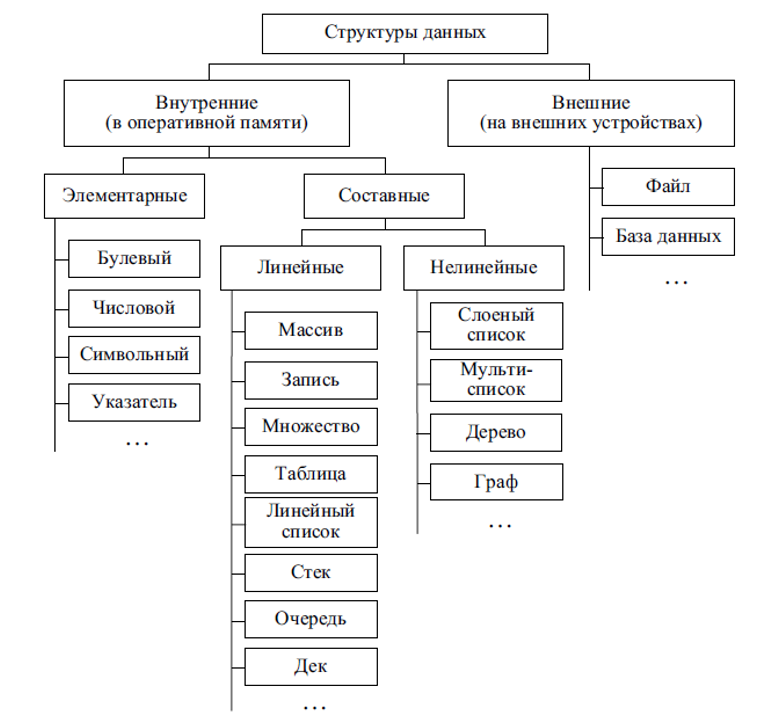 Структуры данных
Внутренние
(в оперативной памяти)
Внешние
(на внешних устройствах)
Элементарные
Составные
Файл
База данных
...
Булевый
Числовой
Символьный
Указатель
...
Линейные
Нелинейные
Массив
Запись
Множество
Таблица
Линейный
список
Стек
Очередь
Дек
...
Слоеный
список
Мульти-
список
Дерево
Граф
...